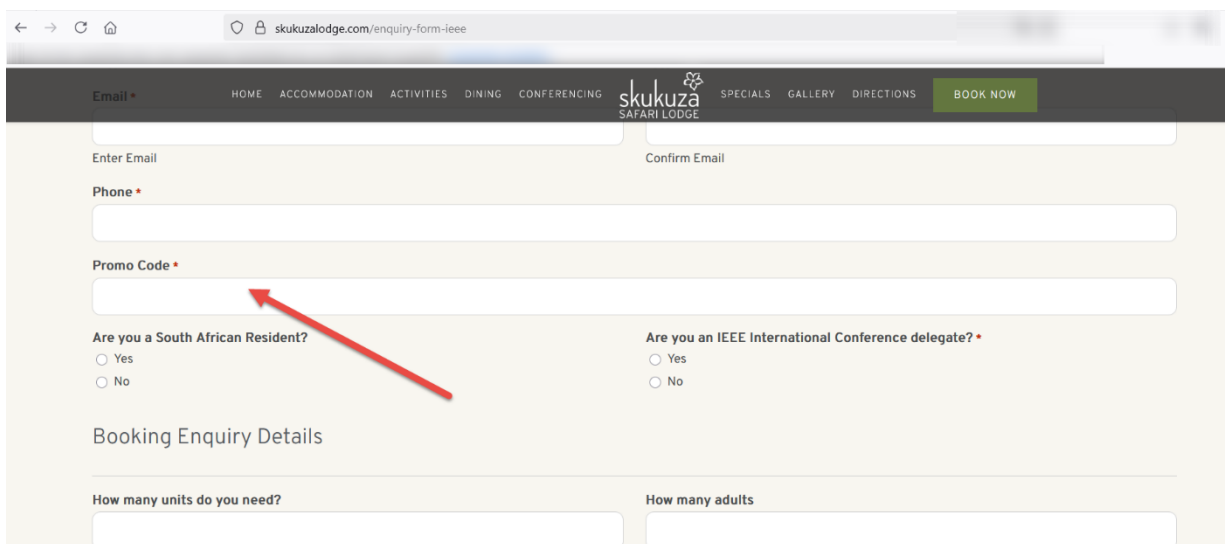 skukuzalodge.com/enquiry-form-ieee
Email * HOME ACCOMMODATION ACTIVITIES DINING CONFERENCING skukuza SAFARI LODGE SPECIALS GALLERY DIRECTIONS BOOK NOW
Enter Email Confirm Email
Phone *
Promo Code *
Are you a South African Resident? Are you an IEEE International Conference delegate? *
Yes Yes
No No
Booking Enquiry Details
How many units do you need? How many adults